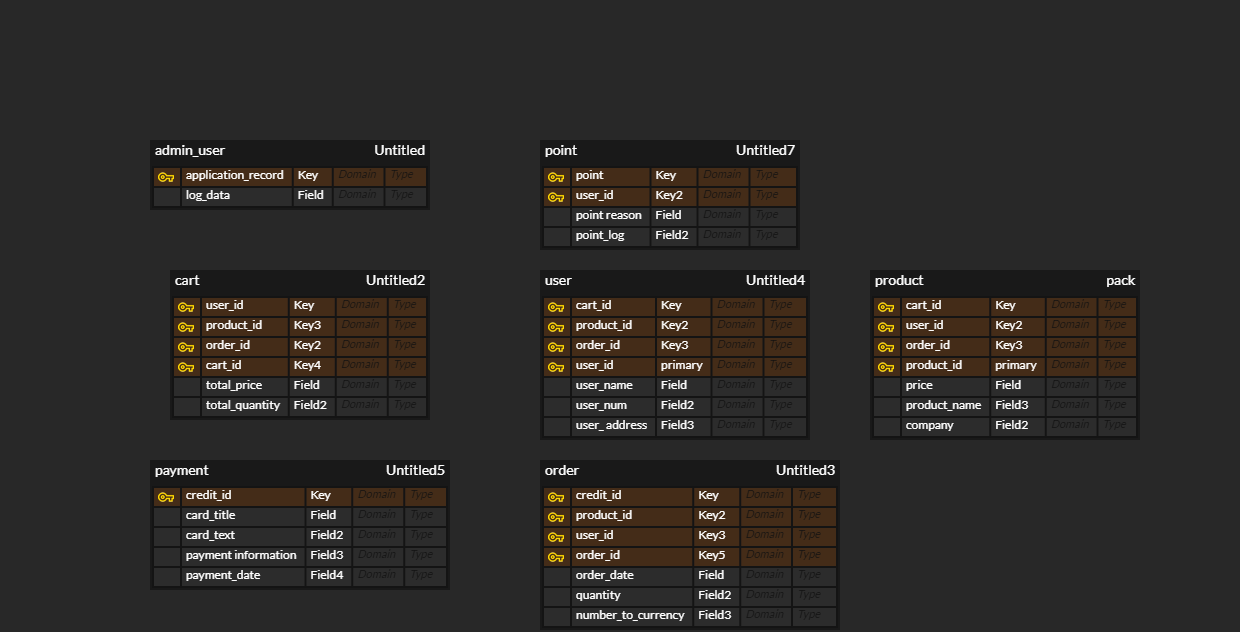 admin_user Untitled
application_record Key Domain Type
log_data Field Domain Type
point Untitled7
point Key Domain Type
user_id Key2 Domain Type
point reason Field Domain Type
point_log Field2 Domain Type
cart Untitled2
user_id Key Domain Type
product_id Key3 Domain Type
order_id Key2 Domain Type
cart_id Key4 Domain Type
total_price Field Domain Type
total_quantity Field2 Domain Type
user Untitled4
cart_id Key Domain Type
product_id Key2 Domain Type
order_id Key3 Domain Type
user_id primary Domain Type
user_name Field Domain Type
user_num Field2 Domain Type
user_address Field3 Domain Type
product pack
cart_id Key Domain Type
user_id Key2 Domain Type
order_id Key3 Domain Type
product_id primary Domain Type
price Field Domain Type
product_name Field3 Domain Type
company Field2 Domain Type
payment Untitled5
credit_id Key Domain Type
card_title Field Domain Type
card_text Field2 Domain Type
payment information Field3 Domain Type
payment_date Field4 Domain Type
order Untitled3
credit_id Key Domain Type
product_id Key2 Domain Type
user_id Key3 Domain Type
order_id Key5 Domain Type
order_date Field Domain Type
quantity Field2 Domain Type
number_to_currency Field3 Domain Type